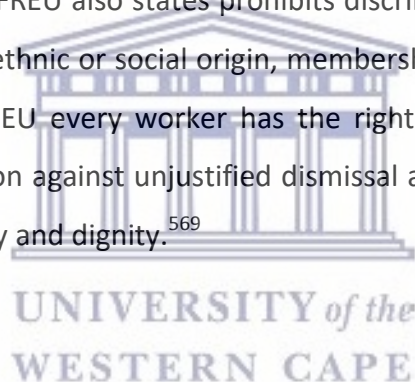 FREU also states prohibits discri
ethnic or social origin, membersh
EU every worker has the right
on against unjustified dismissal a
y and dignity.569
UNIVERSITY of the
WESTERN CAPE